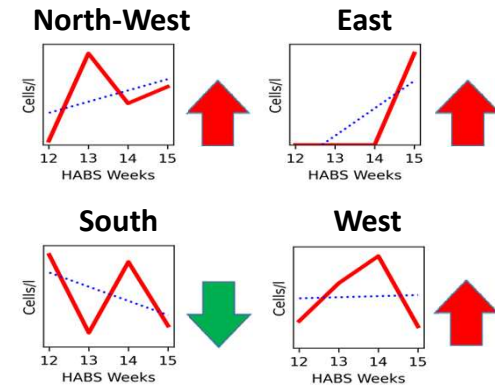 North-West
Cells/l
12 13 14 15
HABS Weeks
East
Cells/l
12 13 14 15
HABS Weeks
South
Cells/l
12 13 14 15
HABS Weeks
West
Cells/l
12 13 14 15
HABS Weeks